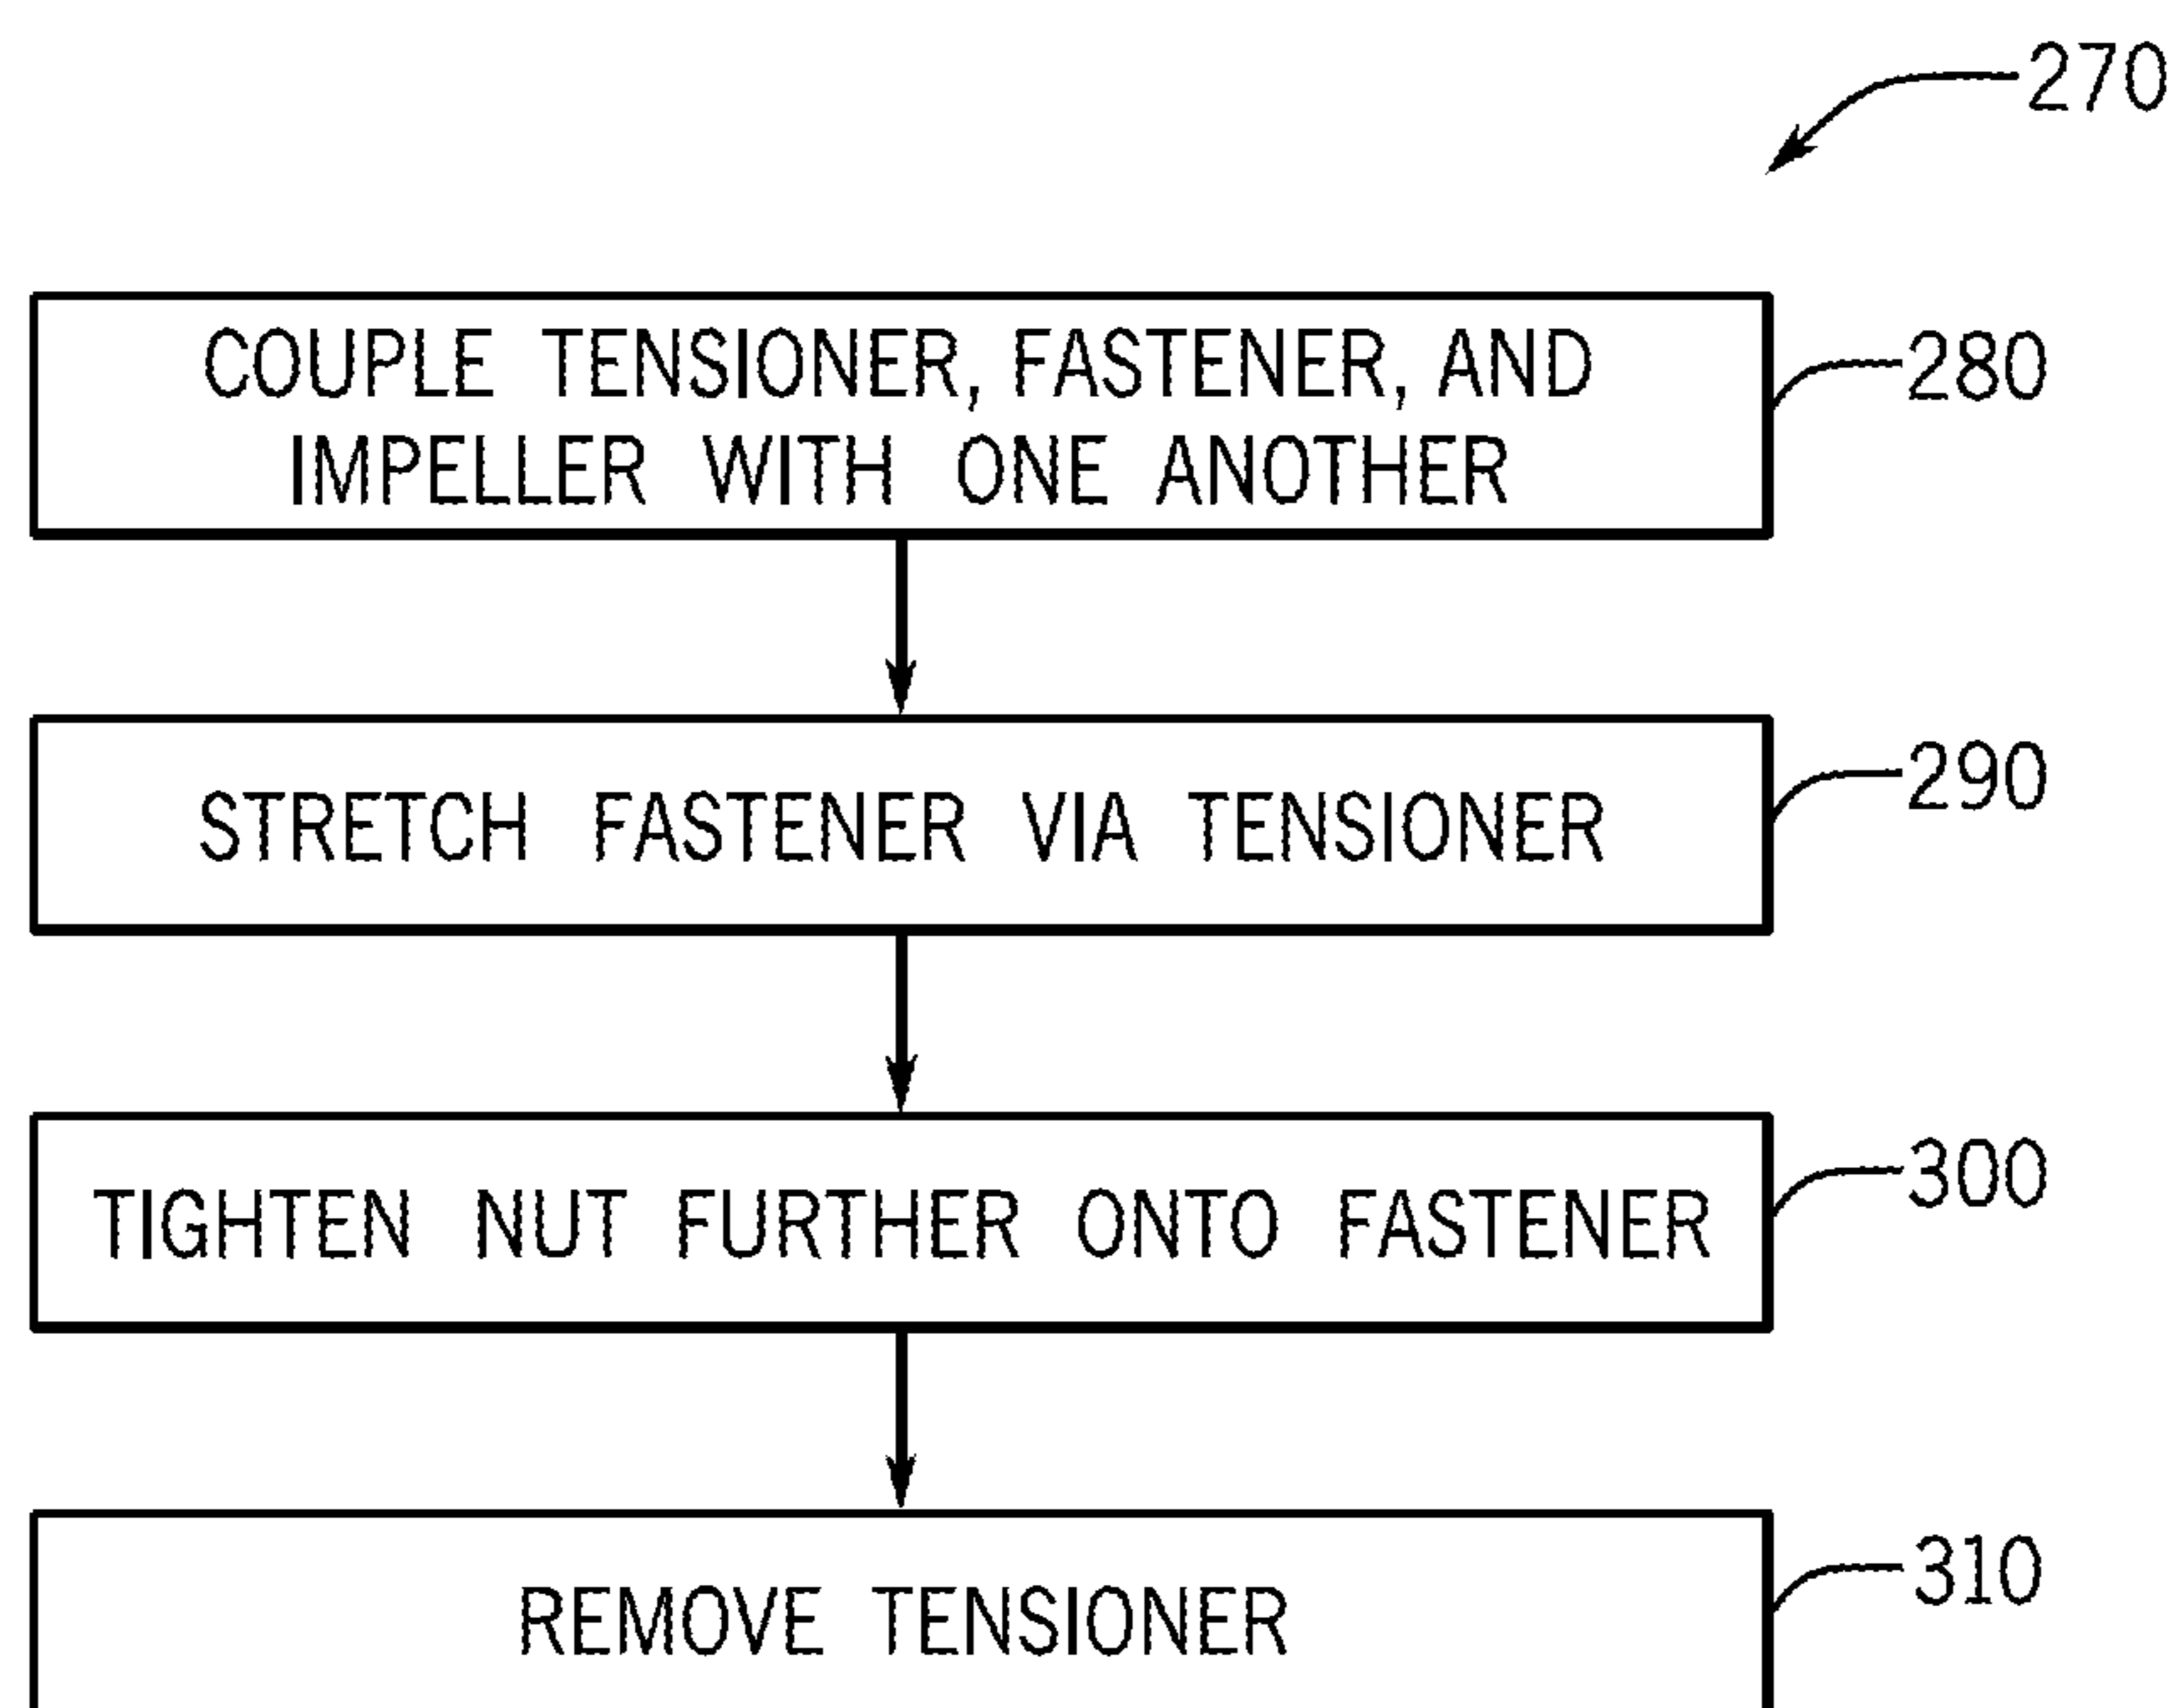 270
COUPLE TENSIONER, FASTENER, AND
IMPELLER WITH ONE ANOTHER
280
STRETCH FASTENER VIA TENSIONER
290
TIGHTEN NUT FURTHER ONTO FASTENER
300
REMOVE TENSIONER
310